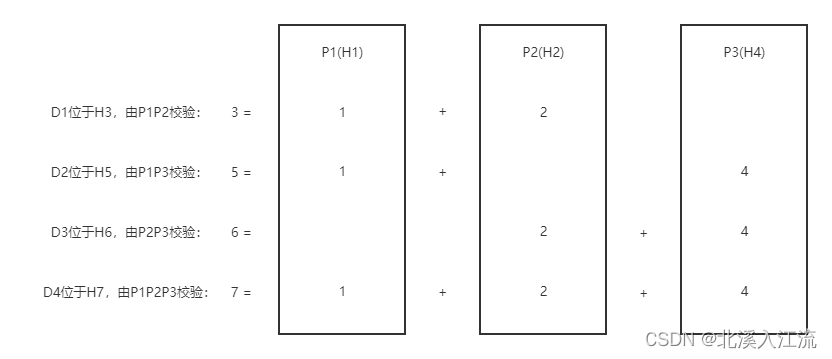 P1(H1) P2(H2) P3(H4)
D1位于H3，由P1P2校验： 3 = 1 + 2
D2位于H5，由P1P3校验： 5 = 1 + 4
D3位于H6，由P2P3校验： 6 = 2 + 4
D4位于H7，由P1P2P3校验： 7 = 1 + 2 + 4
CSDN @北溪入江流